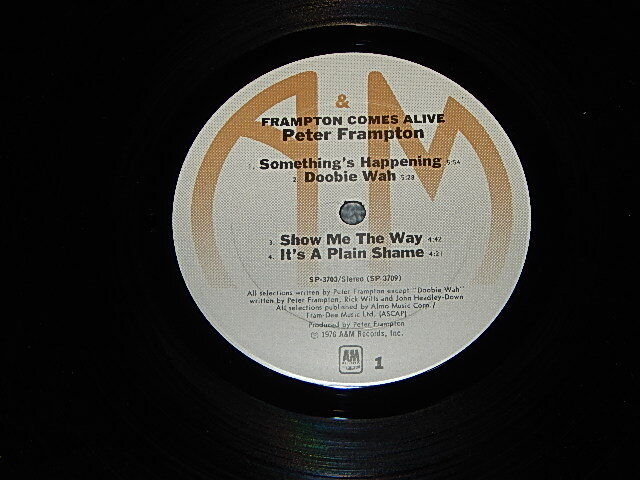 &
AM
FRAMPTON COMES ALIVE
Peter Frampton
1. Something's Happening 5:54
2. Doobie Wah 5:28
3. Show Me The Way 4:42
4. It's A Plain Shame 4:21
SP-3703/Stereo (SP 3709)
All selections written by Peter Frampton except "Doobie Wah"
written by Peter Frampton, Rick Wills and John Headley-Down
All selections published by Almo Music Corp./
Fram-Dee Music Ltd. (ASCAP)
Produced by Peter Frampton
© 1976 A&M Records, Inc.
AM 1